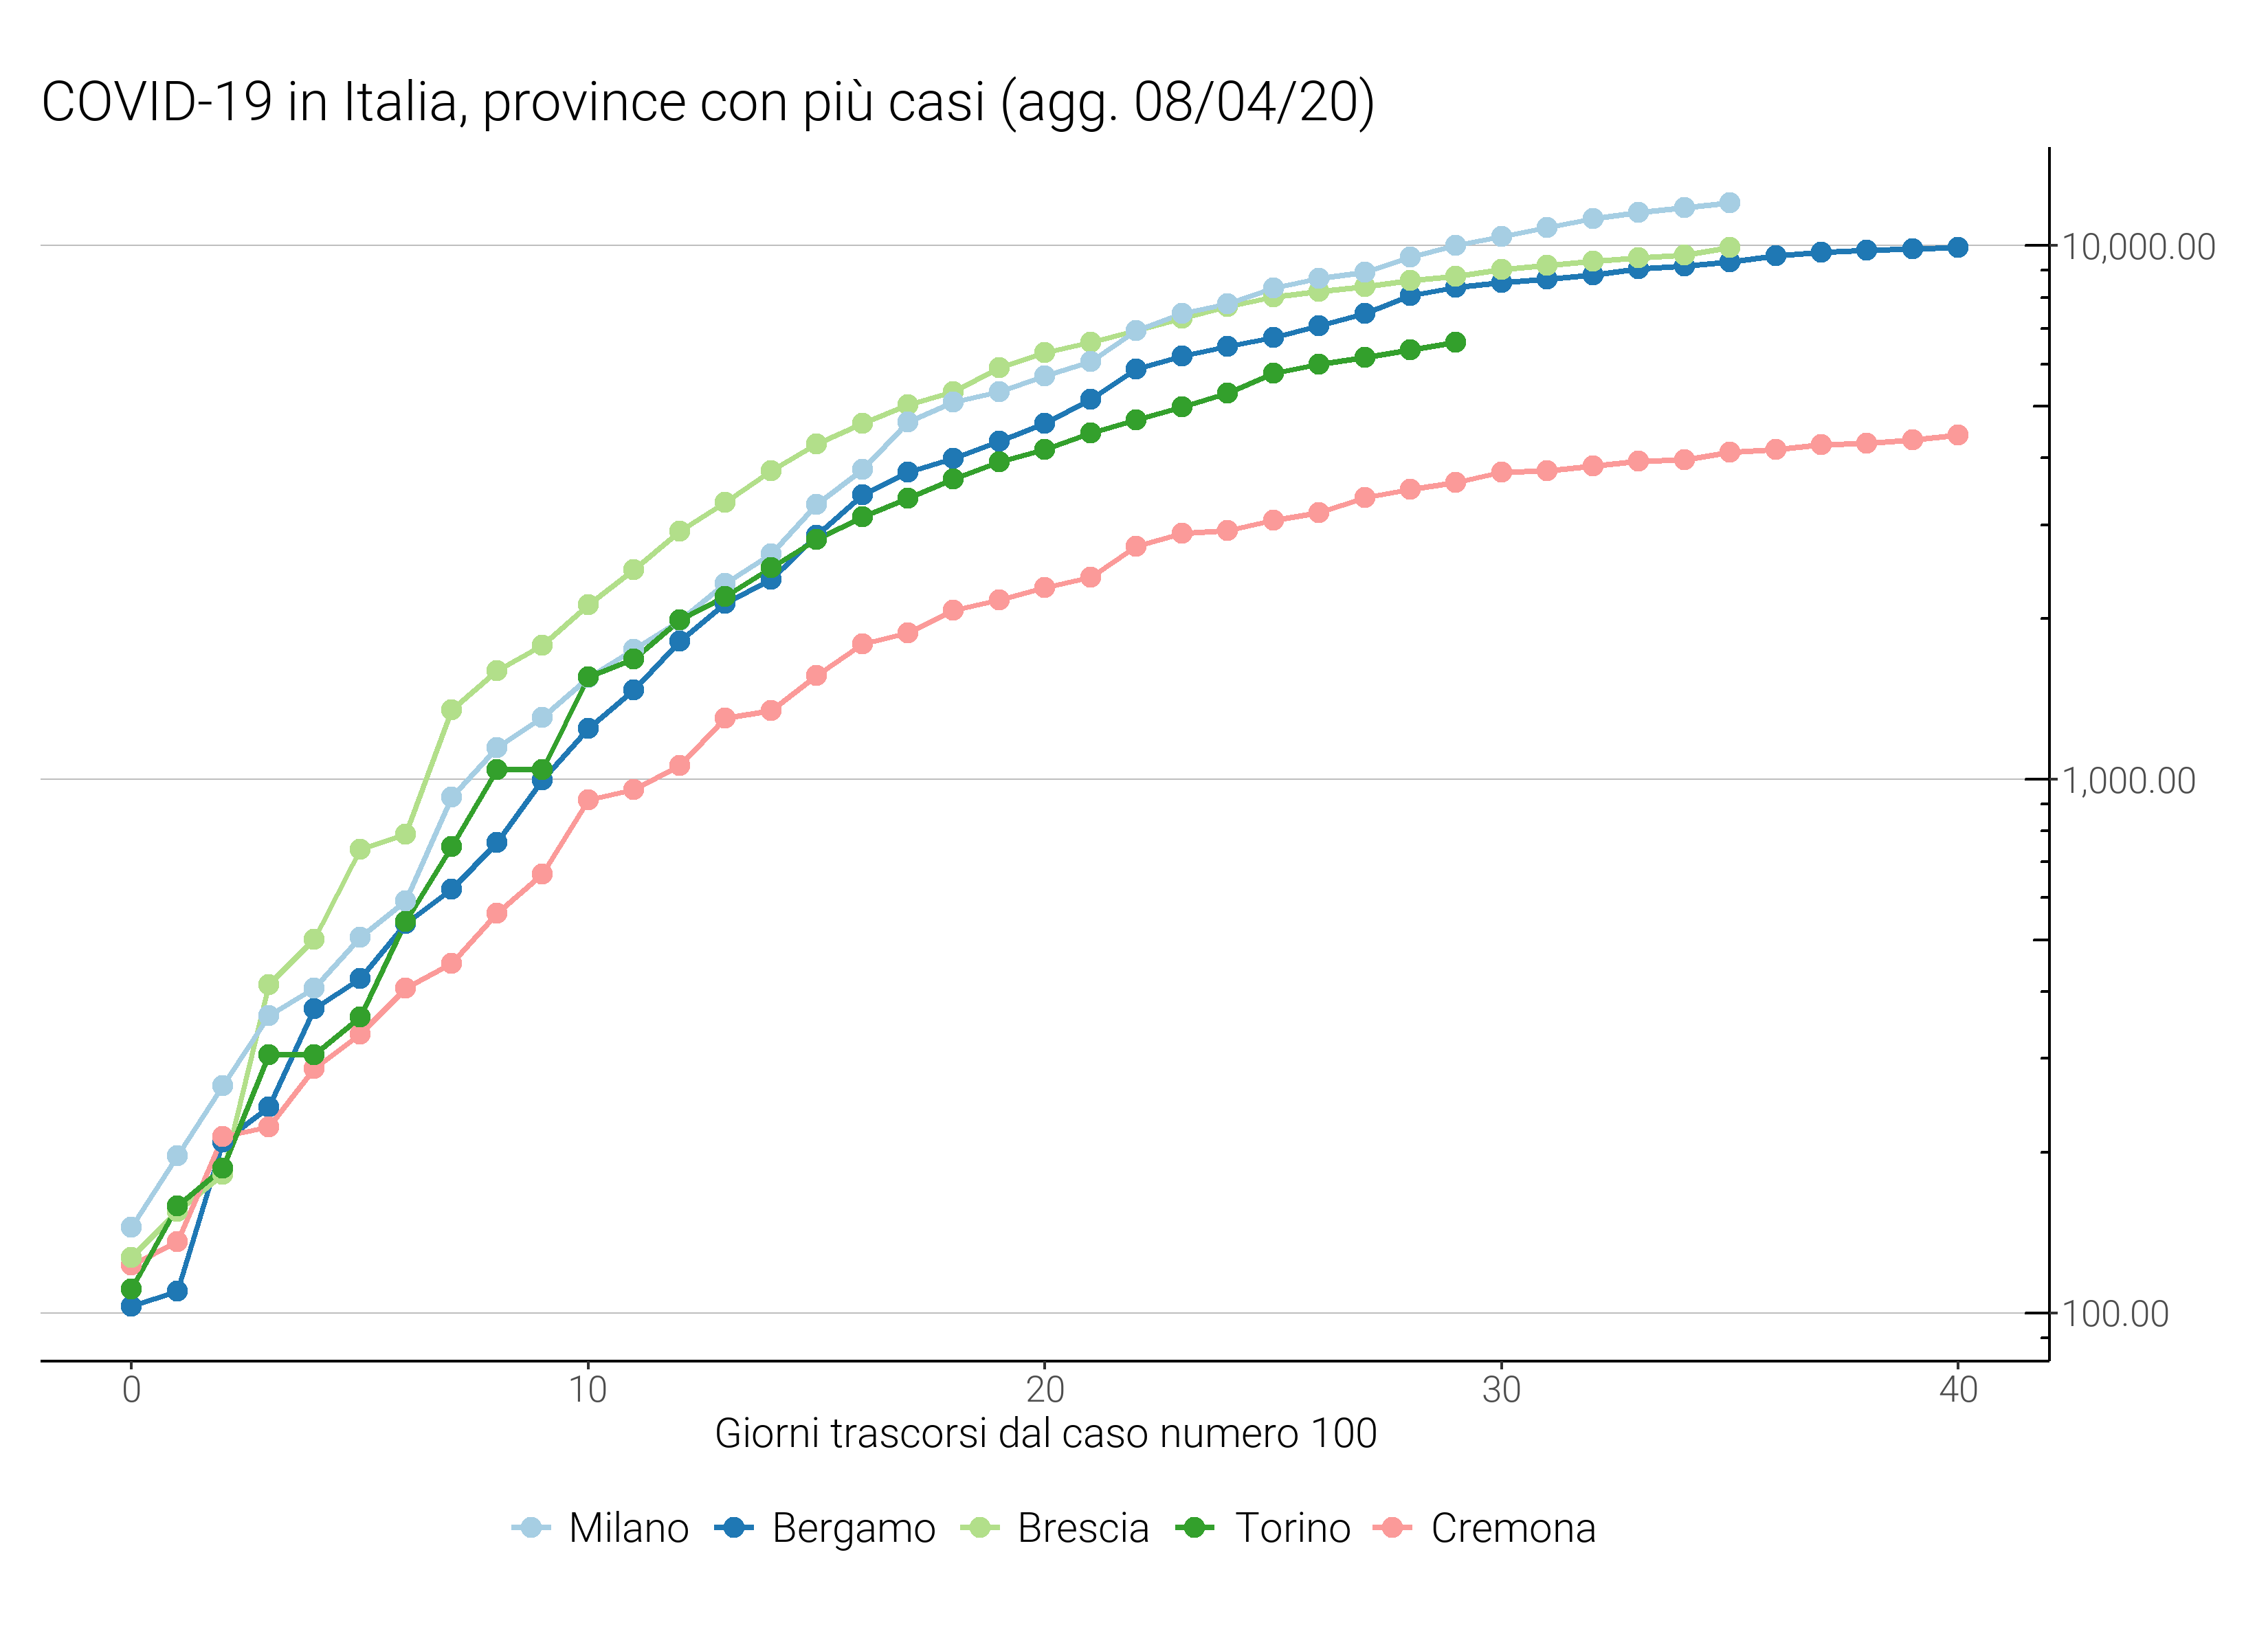 COVID-19 in Italia, province con più casi (agg. 08/04/20)
10,000.00
1,000.00
100.00
0 10 20 30 40
Giorni trascorsi dal caso numero 100
Milano Bergamo Brescia Torino Cremona